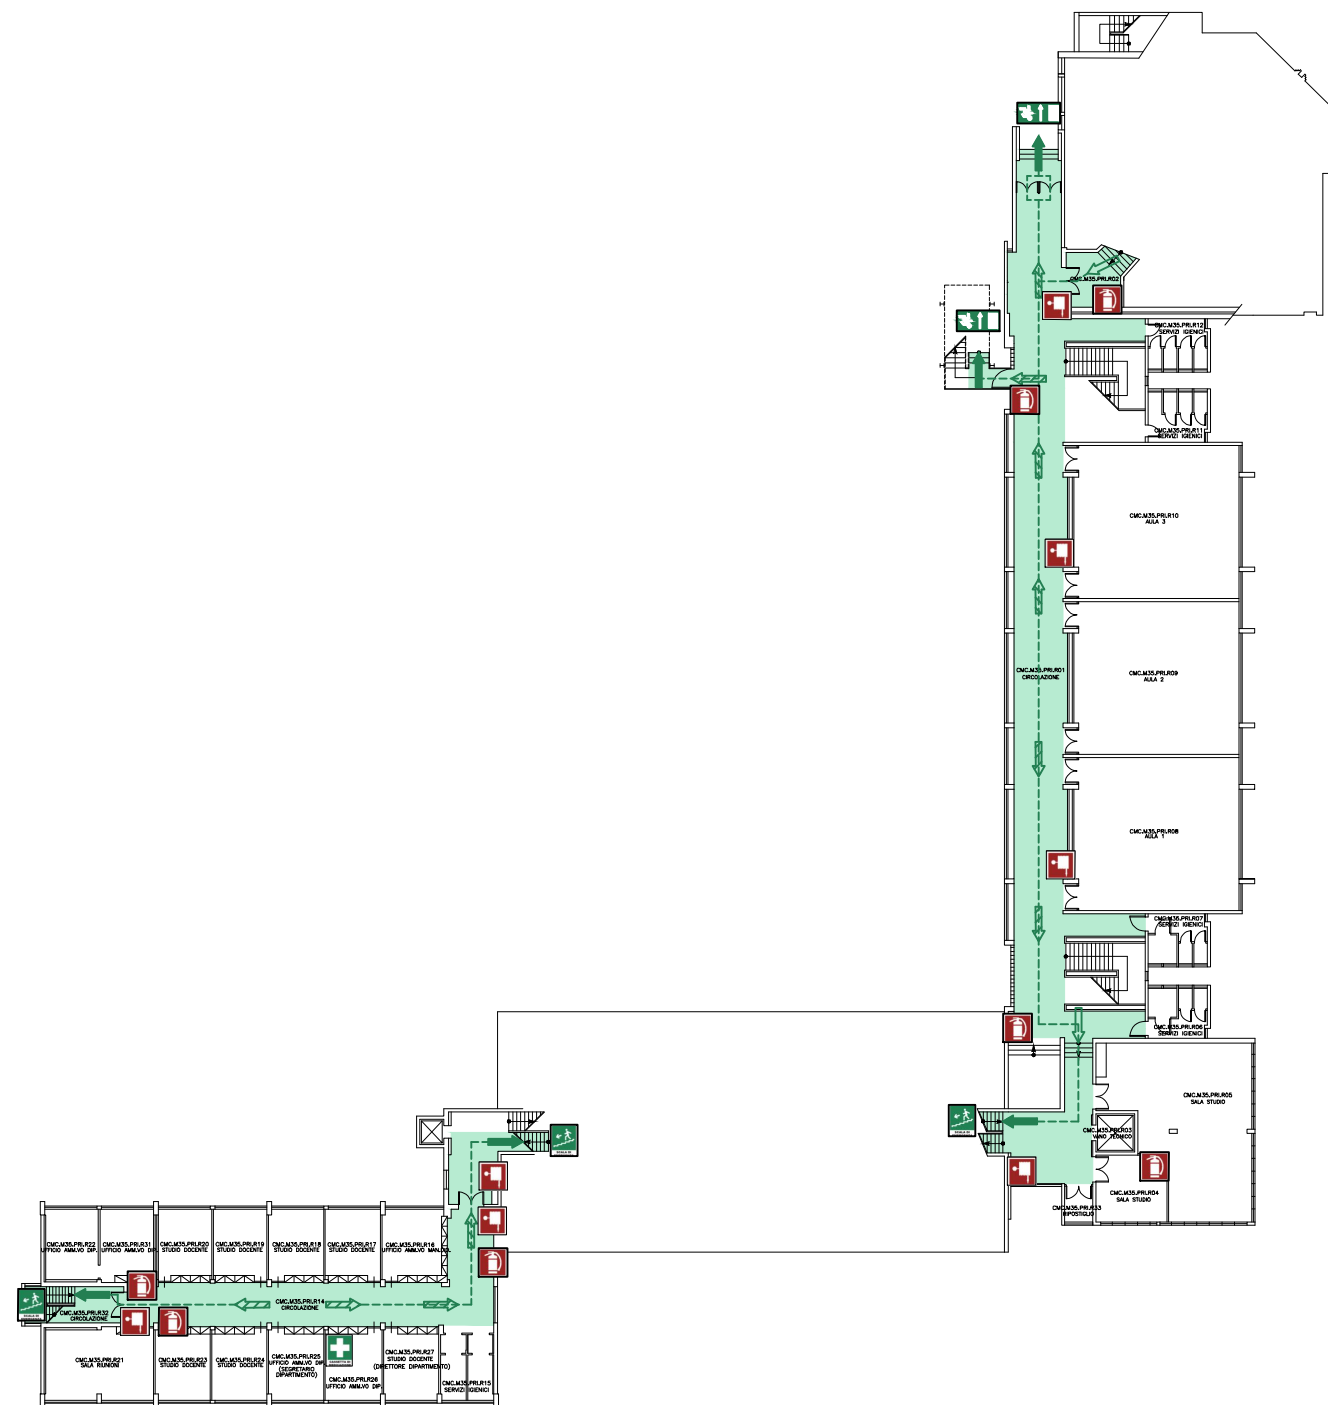 CMC.M35.PRI.R02
CMC.M35.PRI.R12
SERVIZI IGIENICI
CMC.M35.PRI.R11
SERVIZI IGIENICI
CMC.M35.PRI.R10
AULA 3
CMC.M35.PRI.R01
CIRCOLAZIONE
CMC.M35.PRI.R09
AULA 2
CMC.M35.PRI.R08
AULA 1
CMC.M35.PRI.R07
SERVIZI IGIENICI
CMC.M35.PRI.R06
SERVIZI IGIENICI
CMC.M35.PRI.R05
SALA STUDIO
CMC.M35.PRI.R03
VANO TECNICO
CMC.M35.PRI.R04
SALA STUDIO
CMC.M35.PRI.R33
RIPOSTIGLIO
SCALA DI
SCALA DI
CMC.M35.PRI.R22
UFFICIO AMM.VO DIP.
CMC.M35.PRI.R31
UFFICIO AMM.VO DIP.
CMC.M35.PRI.R20
STUDIO DOCENTE
CMC.M35.PRI.R19
STUDIO DOCENTE
CMC.M35.PRI.R18
STUDIO DOCENTE
CMC.M35.PRI.R17
STUDIO DOCENTE
CMC.M35.PRI.R16
UFFICIO AMM.VO
CMC.M35.PRI.R14
CIRCOLAZIONE
CMC.M35.PRI.R32
CIRCOLAZIONE
SCALA DI
CMC.M35.PRI.R21
SALA RIUNIONI
CMC.M35.PRI.R23
STUDIO DOCENTE
CMC.M35.PRI.R24
STUDIO DOCENTE
CMC.M35.PRI.R25
UFFICIO AMM.VO DIP.
(SEGRETARIO
DIPARTIMENTO)
CMC.M35.PRI.R26
UFFICIO AMM.VO DIP.
CMC.M35.PRI.R27
STUDIO DOCENTE
(DIRETTORE DIPARTIMENTO)
CMC.M35.PRI.R15
SERVIZI IGIENICI